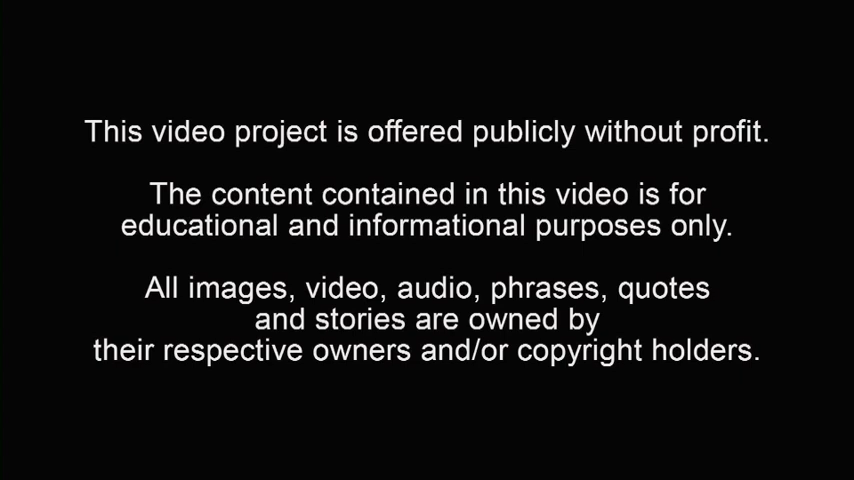 This video project is offered publicly without profit.
The content contained in this video is for
educational and informational purposes only.
All images, video, audio, phrases, quotes
and stories are owned by
their respective owners and/or copyright holders.